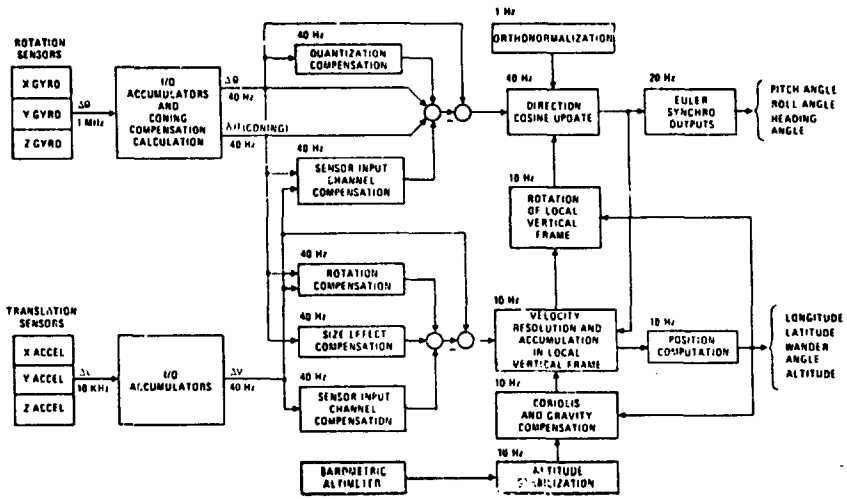 1 Hz
ORTHONORMALIZATION
ROTATION
SENSORS
X GYRO
Y GYRO
Z GYRO
Δθ
1 MHz
I/O
ACCUMULATORS
AND
CONING
COMPENSATION
CALCULATION
Δθ
40 Hz
(CONING)
40 Hz
40 Hz
QUANTIZATION
COMPENSATION
40 Hz
SENSOR INPUT
CHANNEL
COMPENSATION
40 Hz
DIRECTION
COSINE UPDATE
20 Hz
EULER
SYNCHRO
OUTPUTS
PITCH ANGLE
ROLL ANGLE
HEADING
ANGLE
10 Hz
ROTATION
OF LOCAL
VERTICAL
FRAME
TRANSLATION
SENSORS
X ACCEL
Y ACCEL
Z ACCEL
10 KHz
I/O
ACCUMULATORS
ΔV
40 Hz
40 Hz
ROTATION
COMPENSATION
40 Hz
SIZE EFFECT
COMPENSATION
40 Hz
SENSOR INPUT
CHANNEL
COMPENSATION
10 Hz
VELOCITY
RESOLUTION AND
ACCUMULATION
IN LOCAL
VERTICAL FRAME
10 Hz
POSITION
COMPUTATION
LONGITUDE
LATITUDE
WANDER
ANGLE
ALTITUDE
10 Hz
CORIOLIS
AND GRAVITY
COMPENSATION
BAROMETRIC
ALTIMETER
10 Hz
ALTITUDE
STABILIZATION